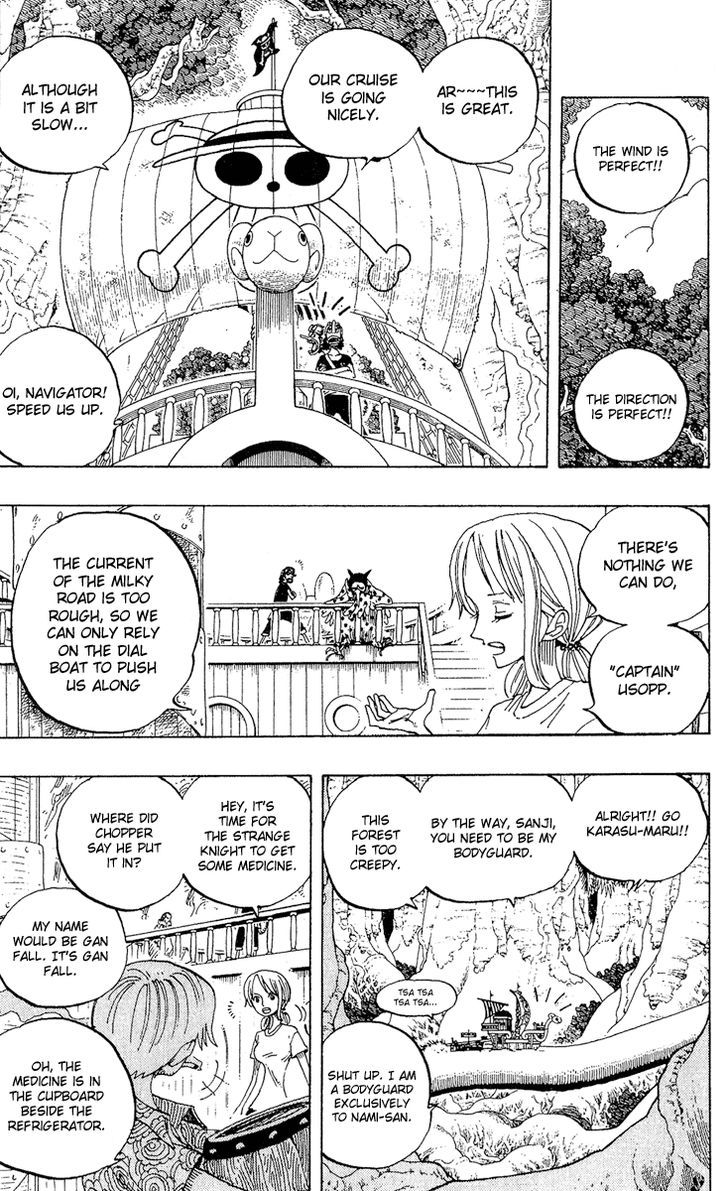 THE WIND IS
PERFECT!!
THE DIRECTION
IS PERFECT!!
AR~~~THIS
IS GREAT.
OUR CRUISE
IS GOING
NICELY.
ALTHOUGH
IT IS A BIT
SLOW...
OI, NAVIGATOR!
SPEED US UP.
THERE'S
NOTHING WE
CAN DO,
"CAPTAIN"
USOPP.
THE CURRENT
OF THE MILKY
ROAD IS TOO
ROUGH, SO WE
CAN ONLY RELY
ON THE DIAL
BOAT TO PUSH
US ALONG
ALRIGHT!! GO
KARASU-MARU!!
BY THE WAY, SANJI,
YOU NEED TO BE MY
BODYGUARD.
THIS
FOREST
IS TOO
CREEPY.
TSA TSA
TSA TSA...
SHUT UP. I AM
A BODYGUARD
EXCLUSIVELY
TO NAMI-SAN.
HEY, IT'S
TIME FOR
THE STRANGE
KNIGHT TO GET
SOME MEDICINE.
WHERE DID
CHOPPER
SAY HE PUT
IT IN?
MY NAME
WOULD BE GAN
FALL. IT'S GAN
FALL.
OH, THE
MEDICINE IS IN
THE CUPBOARD
BESIDE THE
REFRIGERATOR.